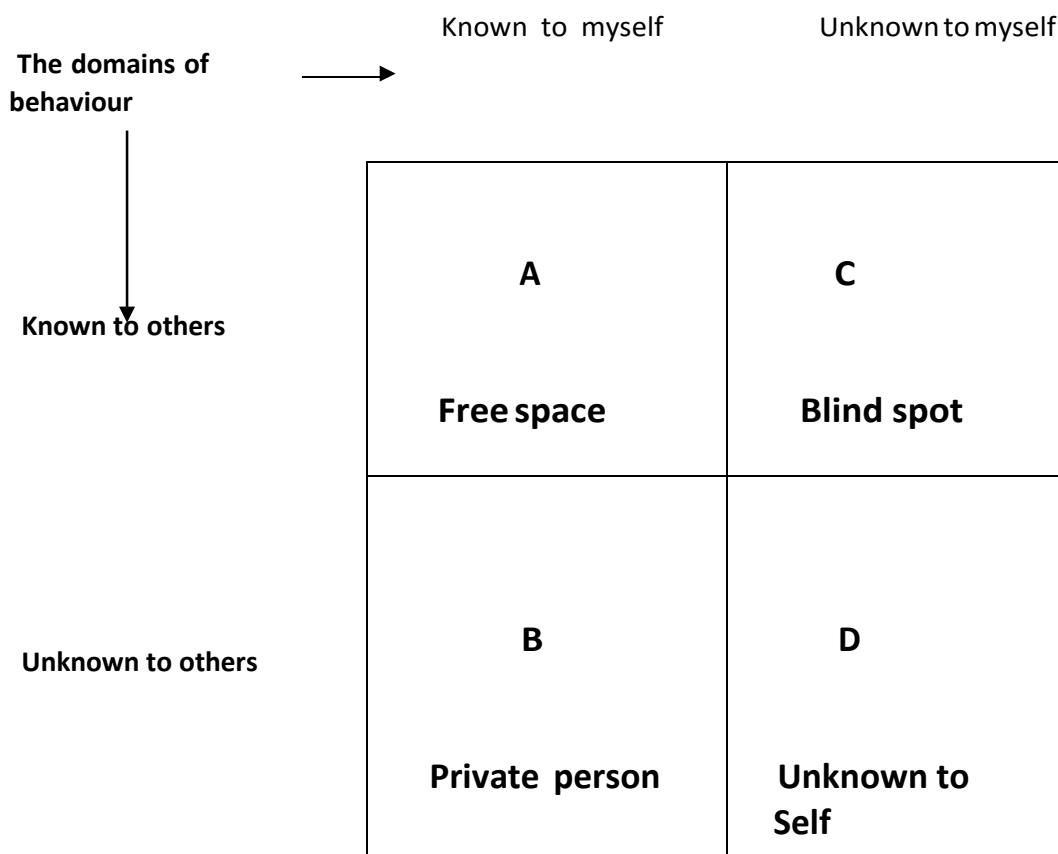 Known to myself Unknown to myself
The domains of
behaviour
A C
Known to others
Free space Blind spot
B D
Unknown to others
Private person Unknown to
Self